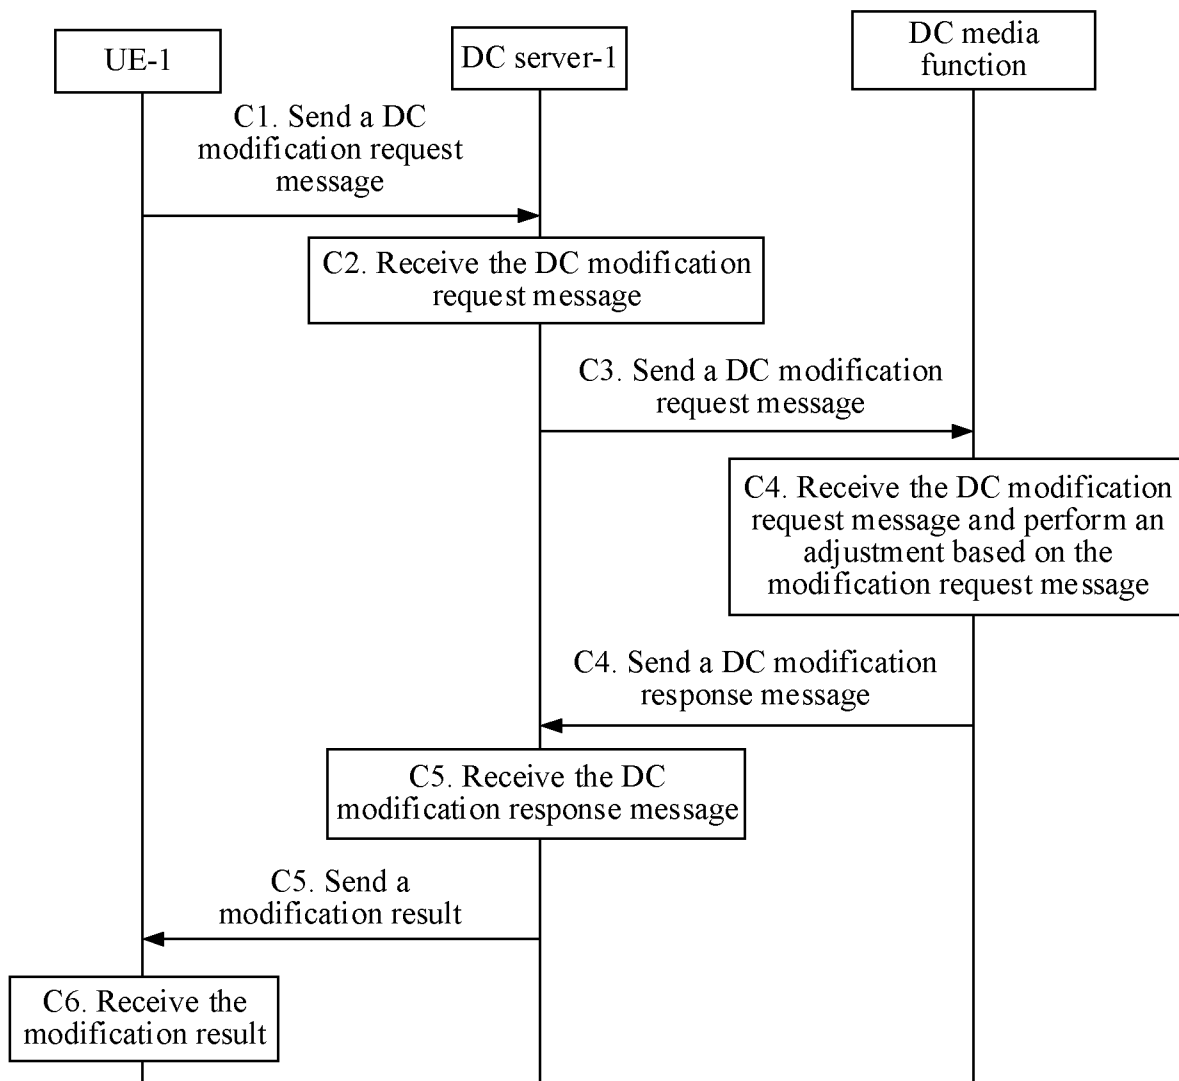 UE-1
DC server-1
DC media
function
C1. Send a DC
modification request
message
C2. Receive the DC modification
request message
C3. Send a DC modification
request message
C4. Receive the DC modification
request message and perform an
adjustment based on the
modification request message
C4. Send a DC modification
response message
C5. Receive the DC
modification response message
C5. Send a
modification result
C6. Receive the
modification result